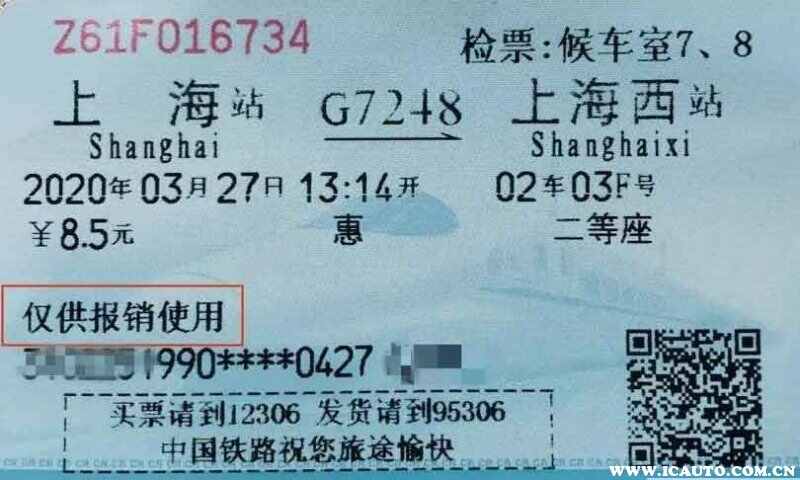 Z61F016734 检票:候车室7、8
上海站 G7248 上海西站
Shanghai Shanghaixi
2020年03月27日 13:14开 02车03F号
￥8.5元 惠 二等座
仅供报销使用
1990****0427
买票请到12306 发货请到95306
中国铁路祝您旅途愉快
WWW.ICAUTO.COM.CN